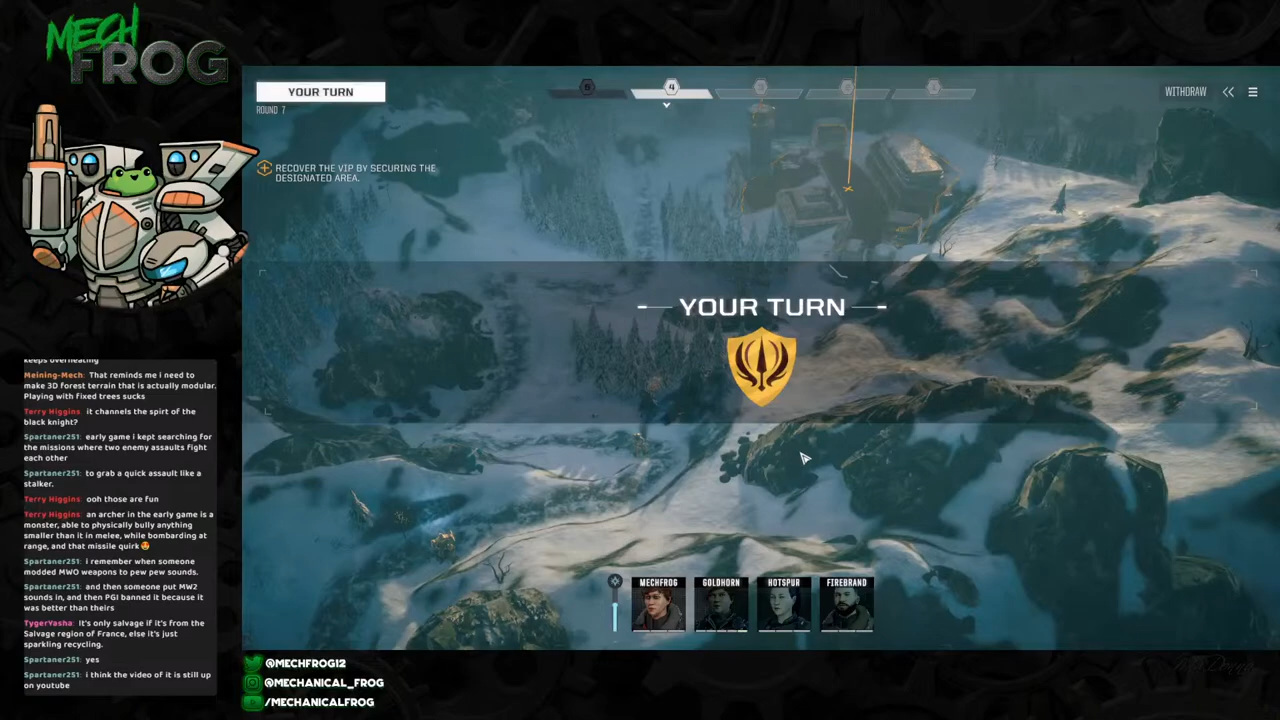 MECH
FROG
YOUR TURN
ROUND 7
4
WITHDRAW
RECOVER THE VIP BY SECURING THE
DESIGNATED AREA.
YOUR TURN
keeps overheating
Meining-Mech: That reminds me i need to
make 3D forest terrain that is actually modular.
Playing with fixed trees sucks
Terry Higgins: it channels the spirt of the
black knight?
Spartaner251: early game i kept searching for
the missions where two enemy assaults fight
each other
Spartaner251: to grab a quick assault like a
stalker.
Terry Higgins: ooh those are fun
Terry Higgins: an archer in the early game is a
monster, able to physically bully anything
smaller than it in melee, while bombarding at
range, and that missile quirk😍
Spartaner251: i remember when someone
modded MWO weapons to pew pew sounds.
Spartaner251: and then someone put MW2
sounds in, and then PGI banned it because it
was better than theirs
TygerYasha: It's only salvage if it's from the
Salvage region of France, else it's just
sparkling recycling.
Spartaner251: yes
Spartaner251: i think the video of it is still up
on youtube
MECHFROG
GOLDHORN
HOTSPUR
FIREBRAND
@MECHFROG12
@MECHANICAL_FROG
/MECHANICALFROG